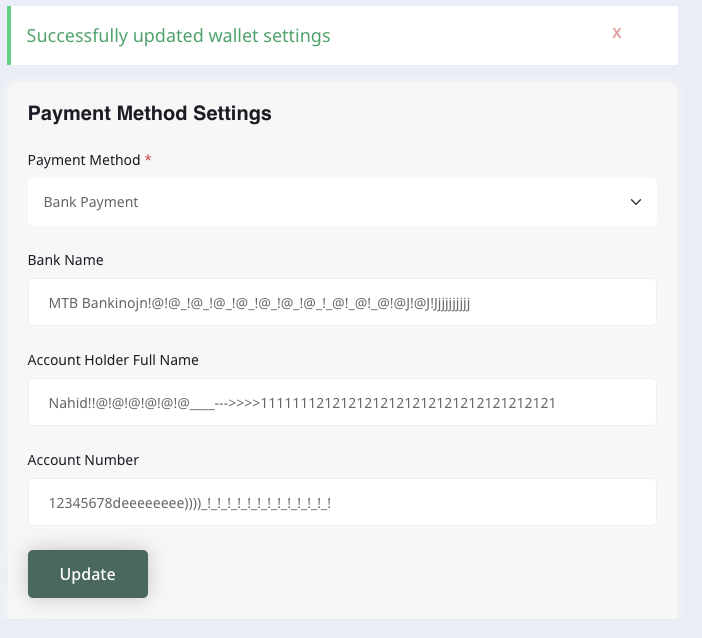 Successfully updated wallet settings
X
Payment Method Settings
Payment Method *
Bank Payment
Bank Name
MTB Bankinojn!@!@_!@_!@_!@_!@_!@_!@_!_@!_@!_@!@J!@J!Jjjjjjjjjj
Account Holder Full Name
Nahid!!@!@!@!@!@!@____--->>>>1111111212121212121212121212121212121
Account Number
12345678deeeeeeee))))_!_!_!_!_!_!_!_!_!_!_!_!_!
Update